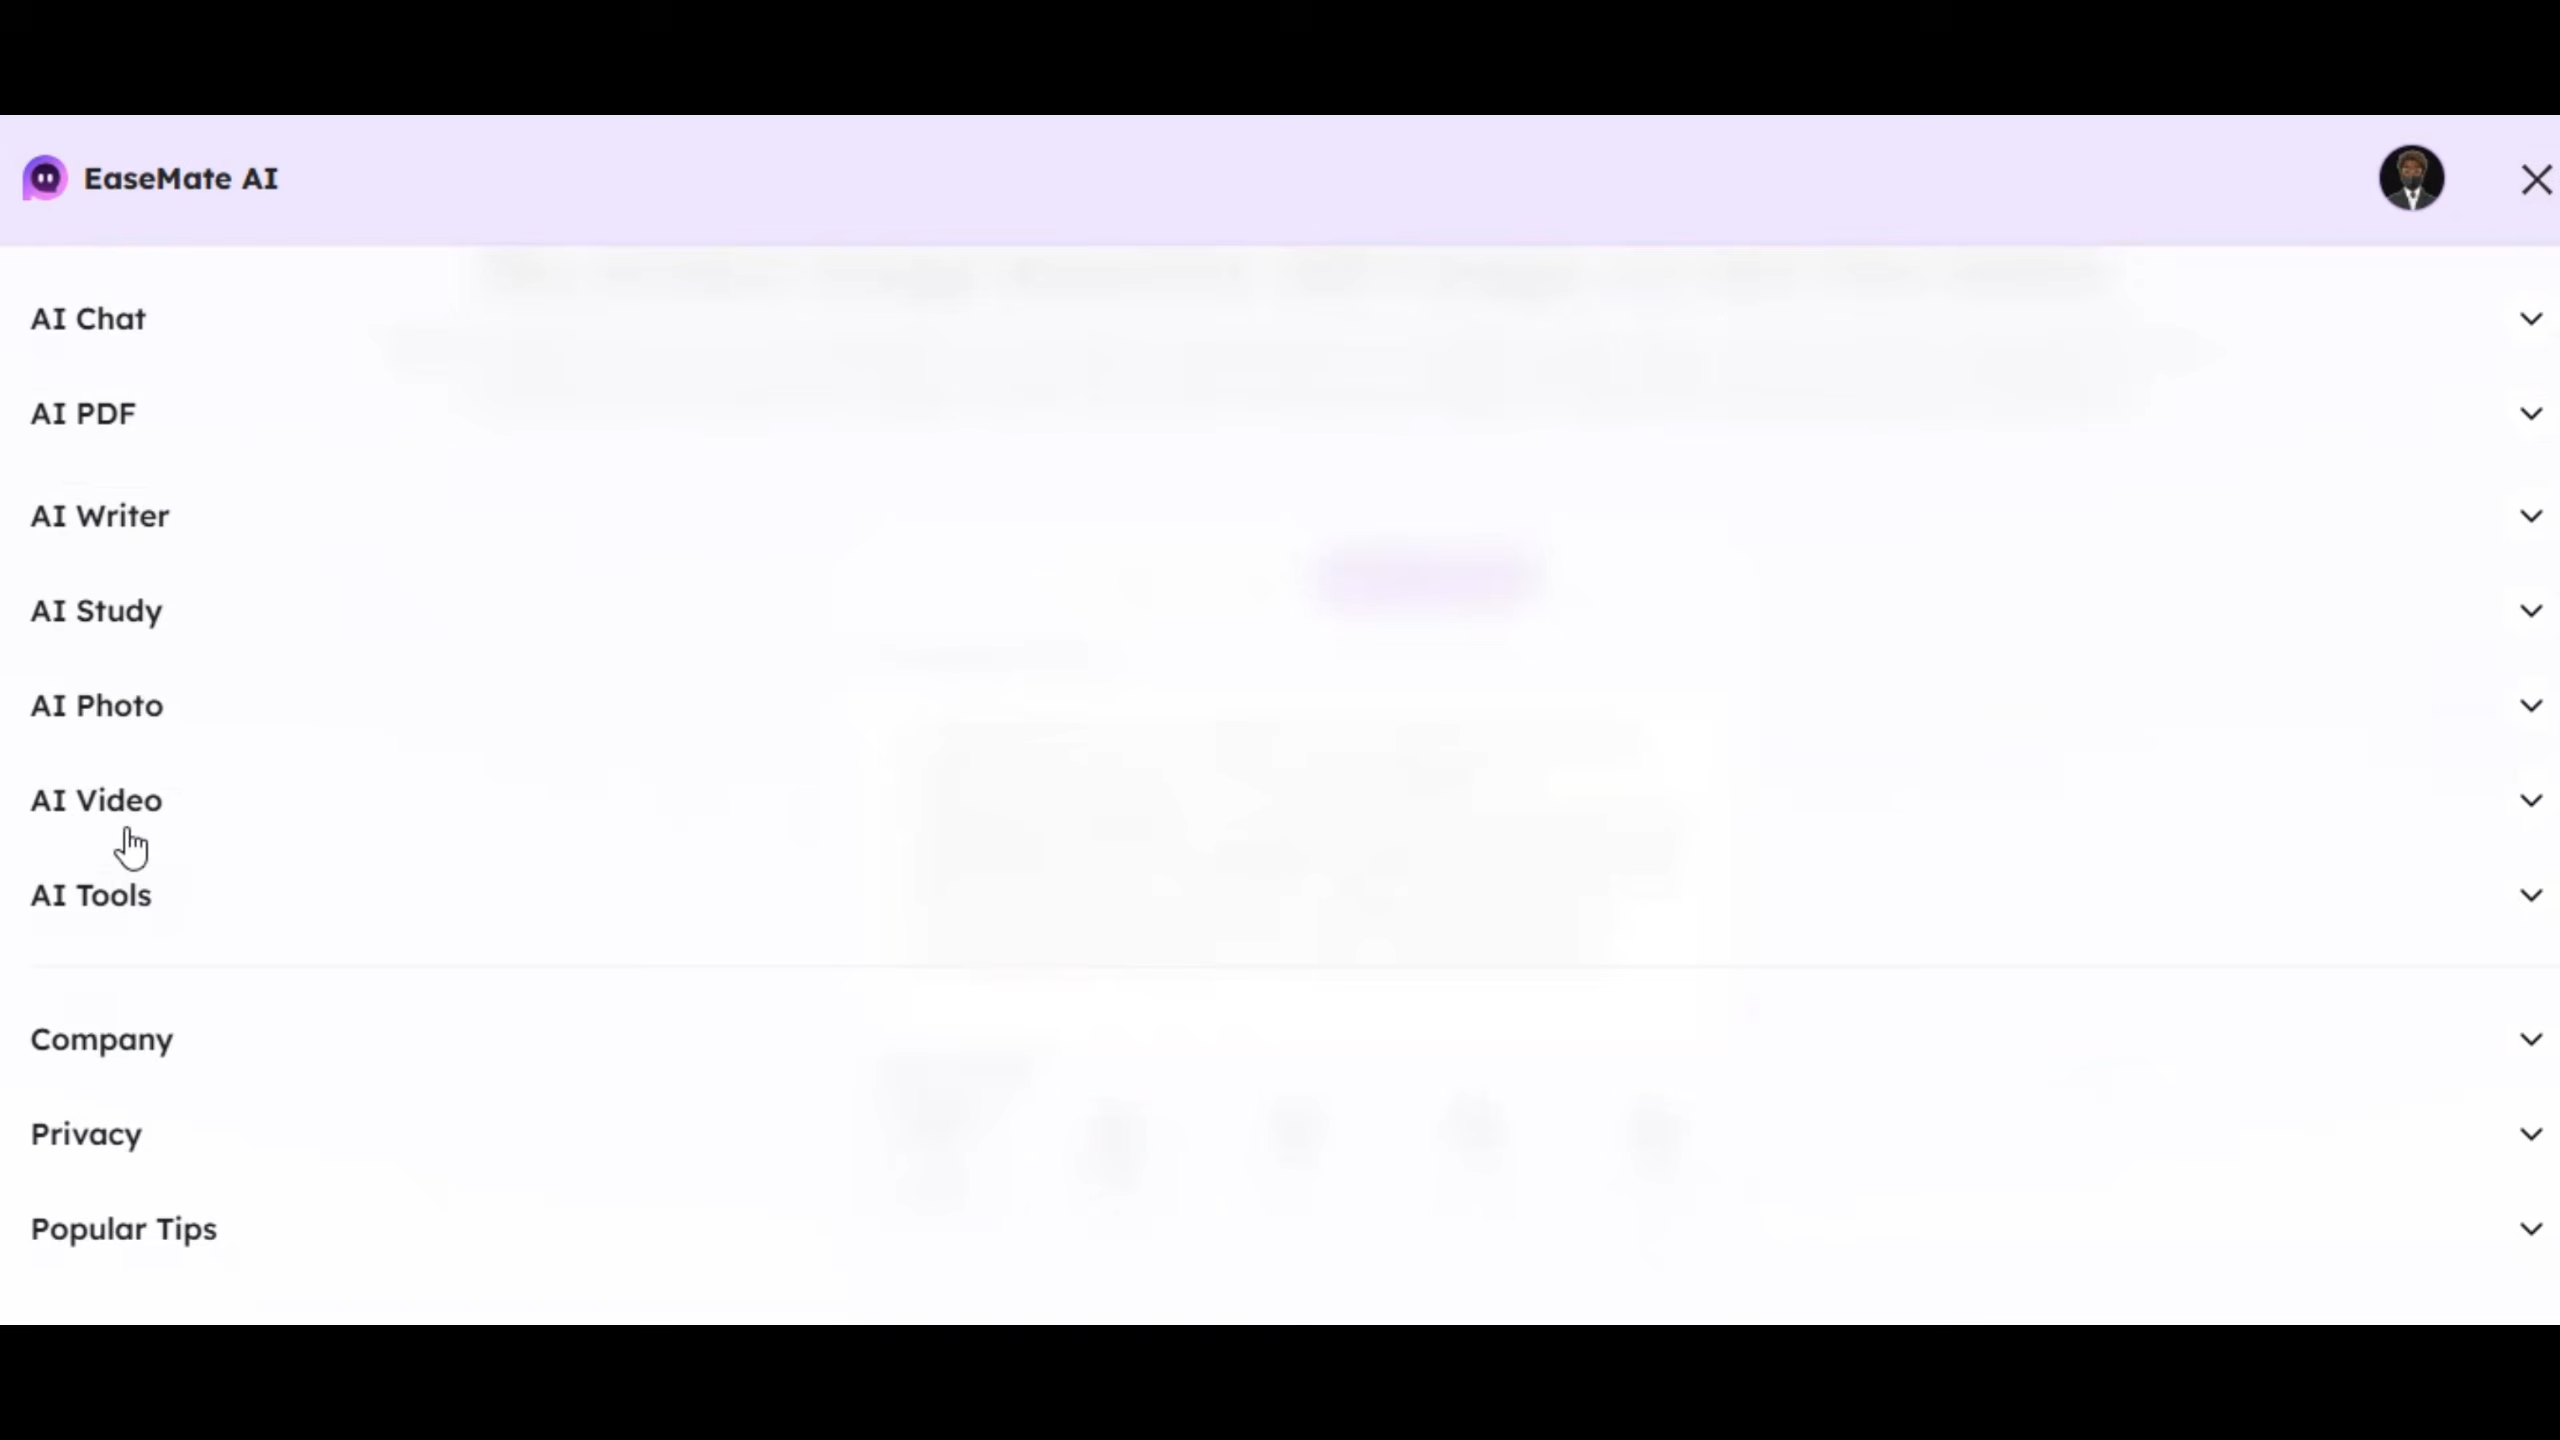 EaseMate AI
AI Chat
AI PDF
AI Writer
AI Study
AI Photo
AI Video
AI Tools
Company
Privacy
Popular Tips